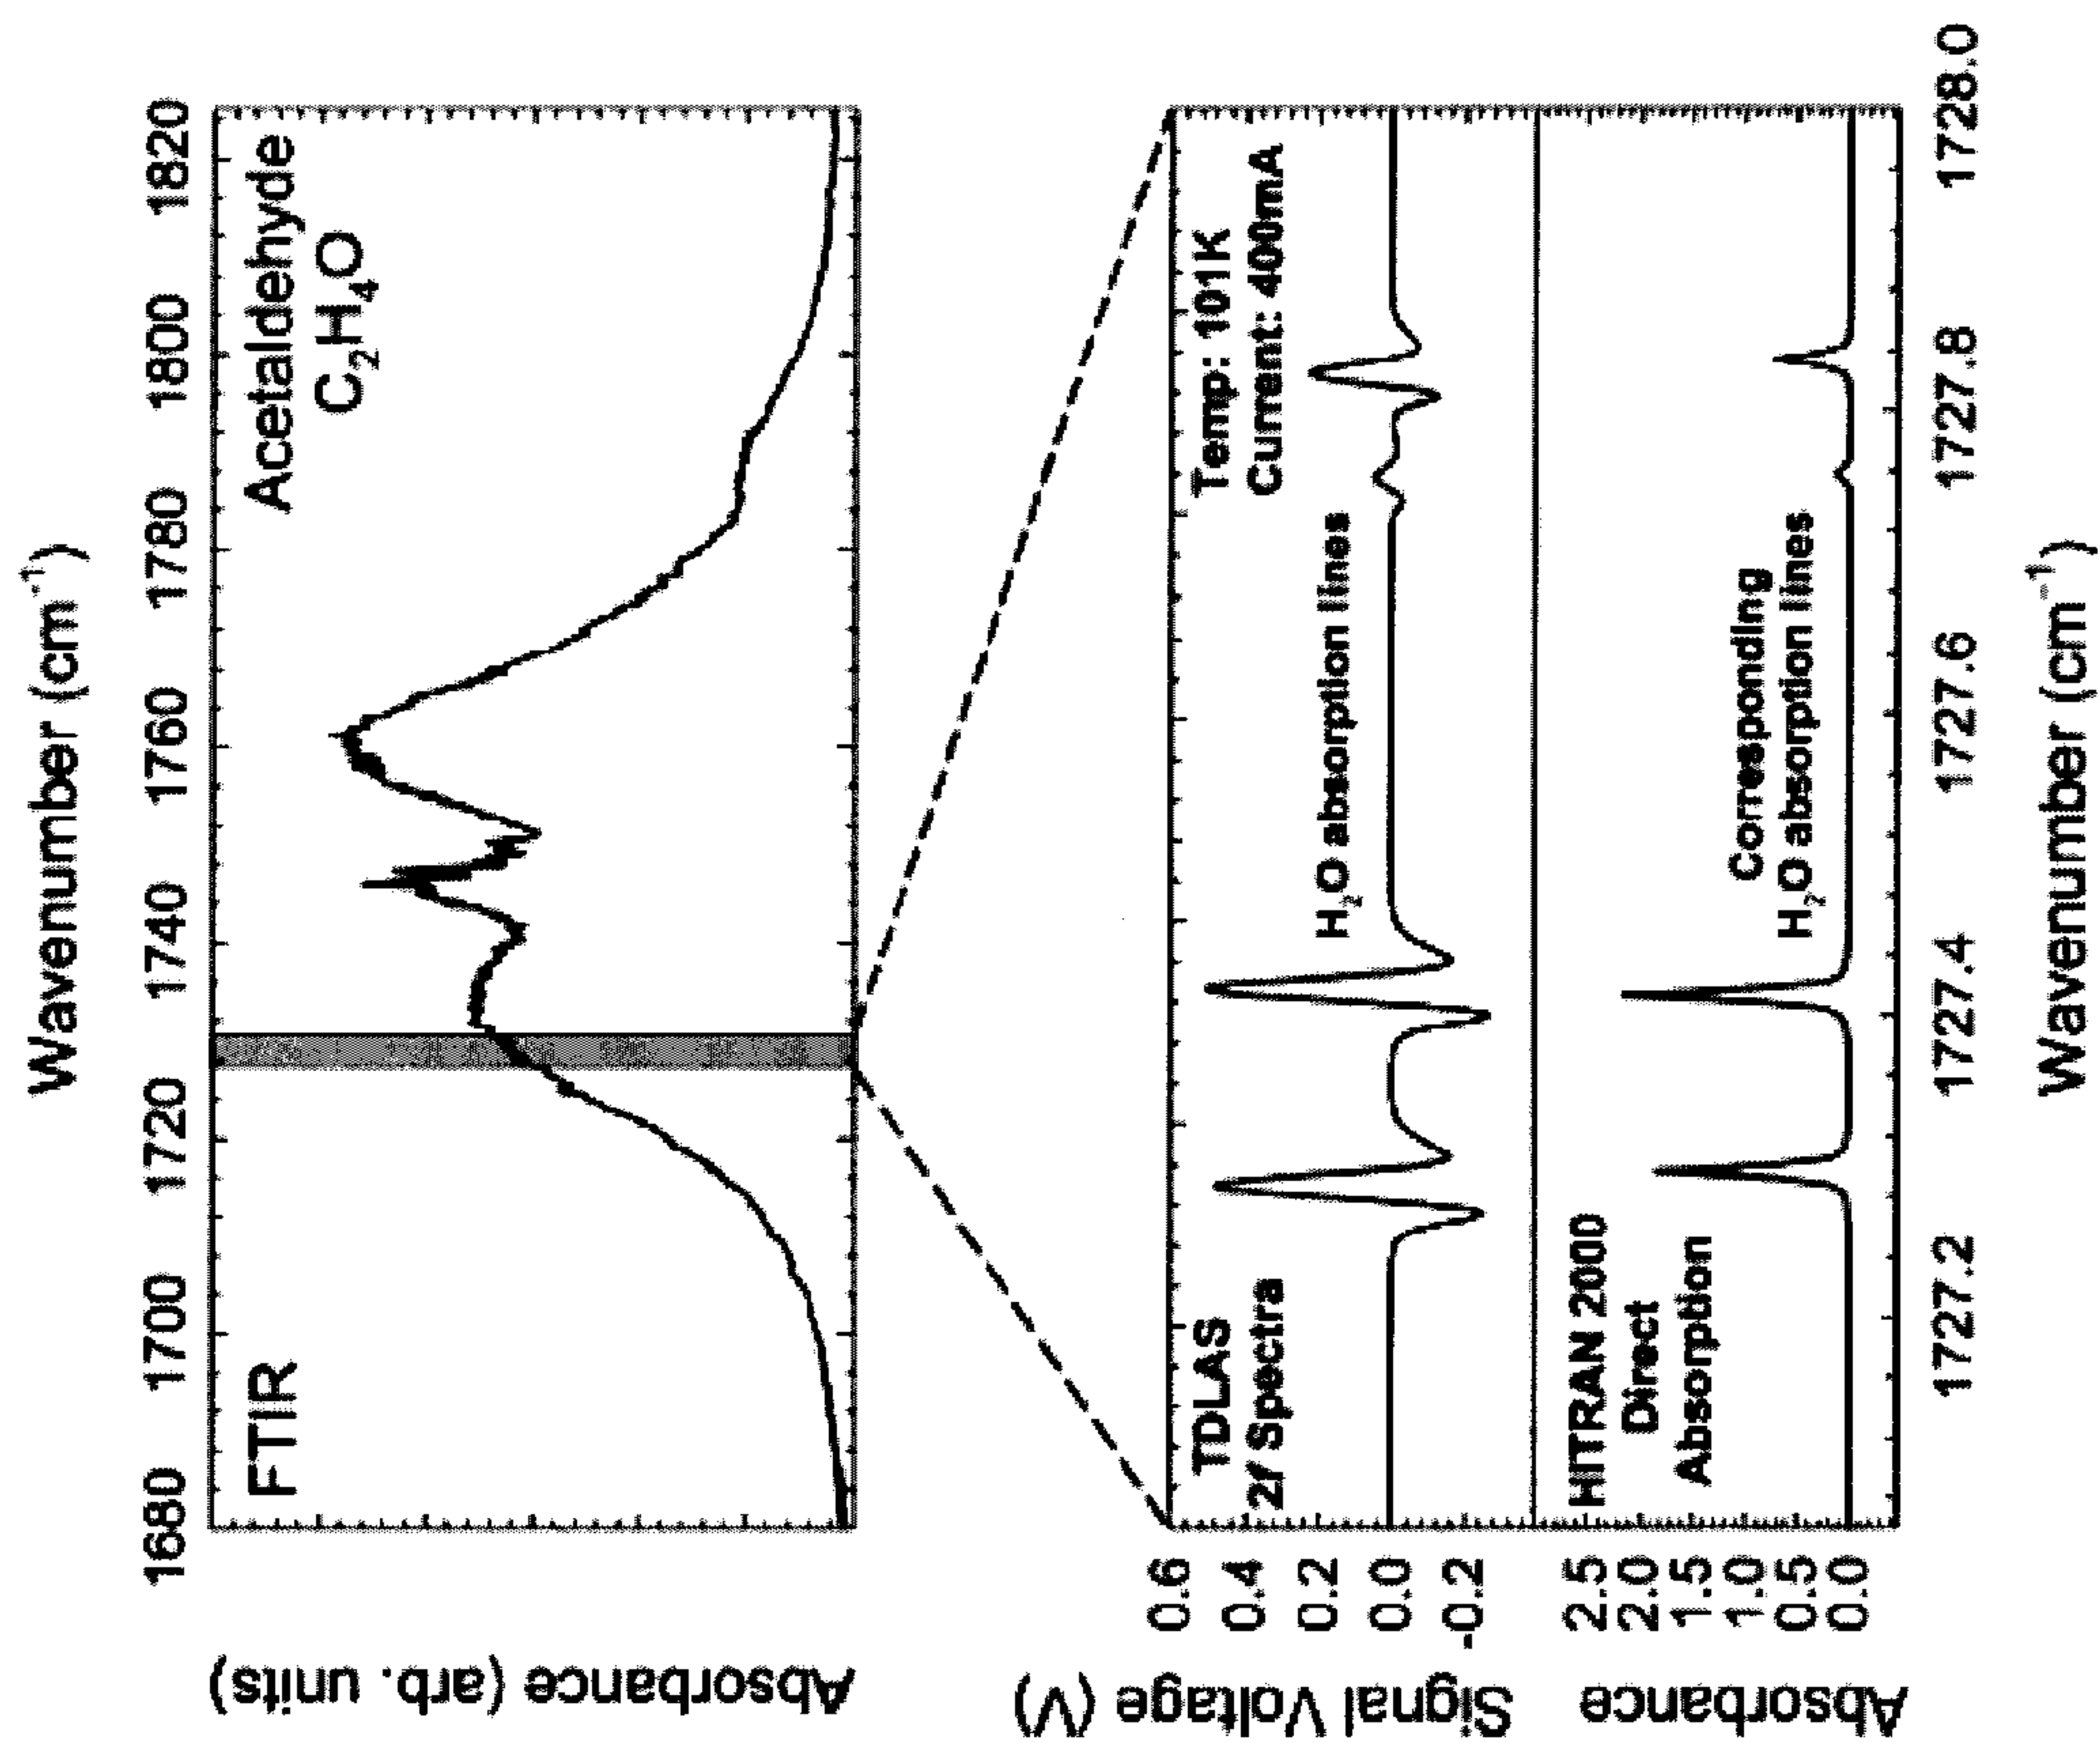 Wavenumber (cm⁻¹)
1680 1700 1720 1740 1760 1780 1800 1820
FTIR
Acetaldehyde
C₂H₄O
Absorbance (arb. units)
TDLAS
2f Spectra
Temp: 101K
Current: 400mA
H₂O absorption lines
0.6
0.4
0.2
0.0
-0.2
Signal Voltage (V)
HITRAN 2000
Direct
Absorption
Corresponding
H₂O absorption lines
2.5
2.0
1.5
1.0
0.5
0.0
Absorbance
1727.2 1727.4 1727.6 1727.8 1728.0
Wavenumber (cm⁻¹)